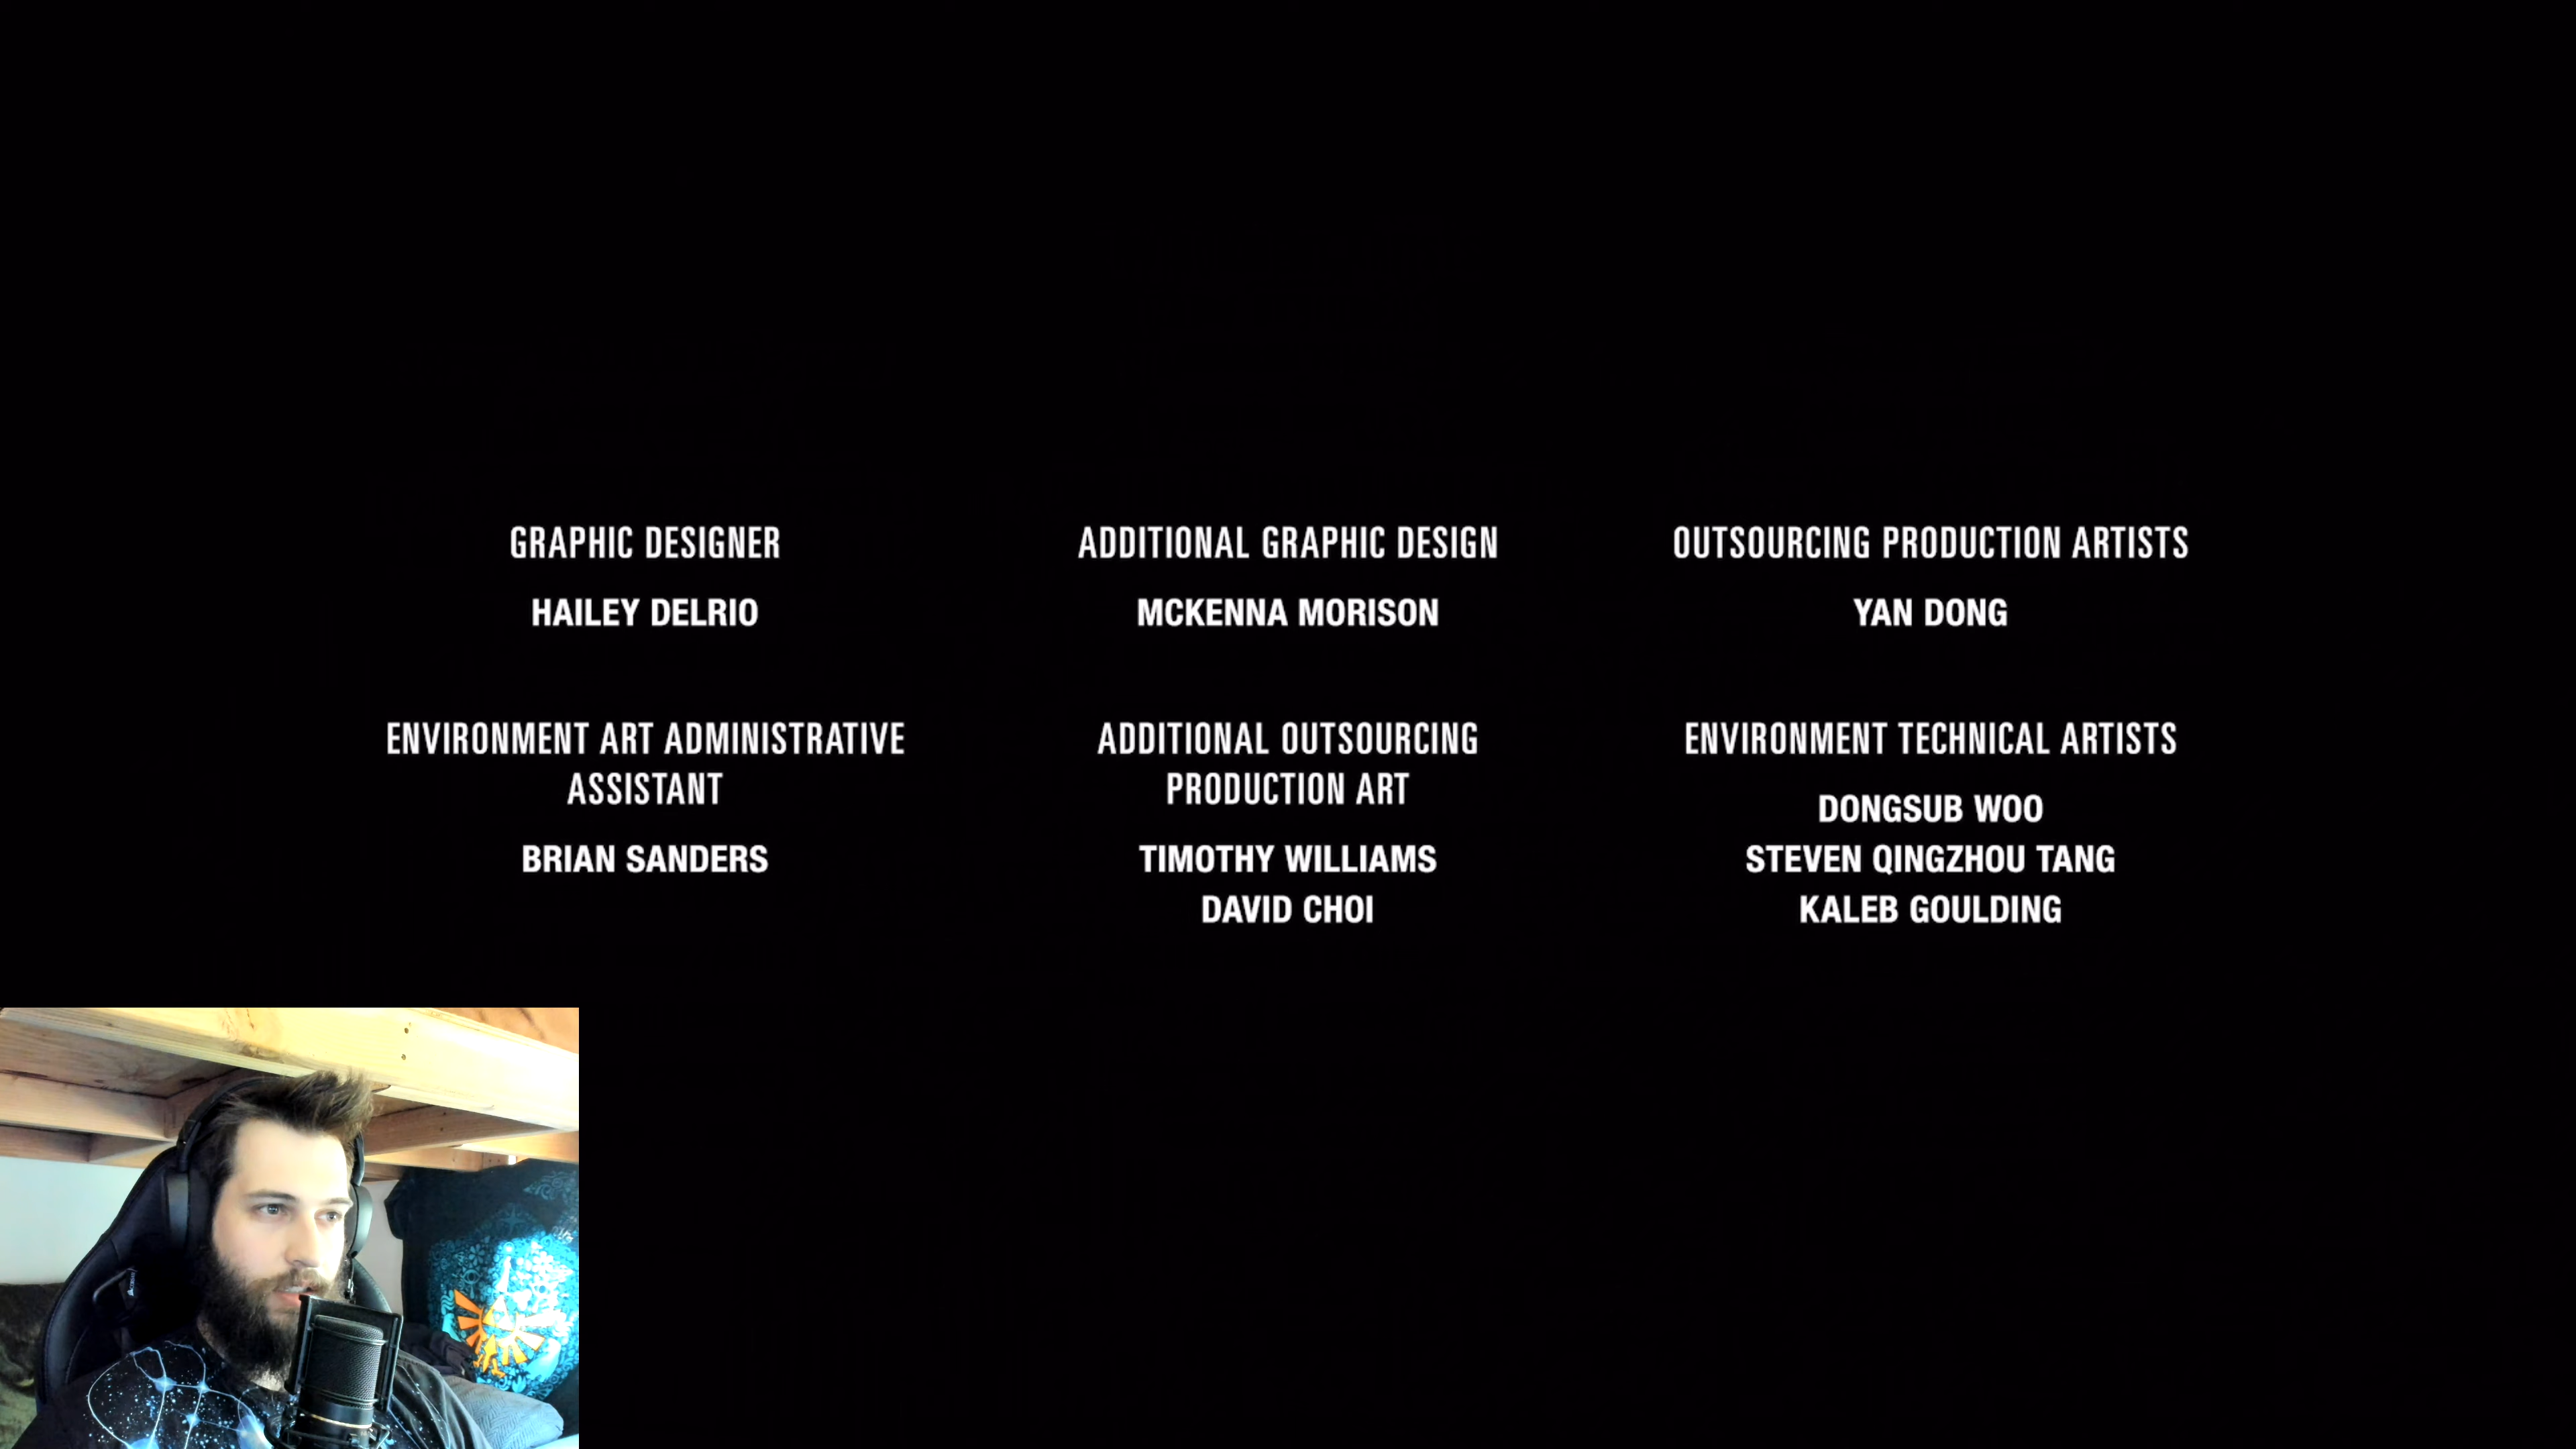 GRAPHIC DESIGNER
HAILEY DELRIO
ADDITIONAL GRAPHIC DESIGN
MCKENNA MORISON
OUTSOURCING PRODUCTION ARTISTS
YAN DONG
ENVIRONMENT ART ADMINISTRATIVE
ASSISTANT
BRIAN SANDERS
ADDITIONAL OUTSOURCING
PRODUCTION ART
TIMOTHY WILLIAMS
DAVID CHOI
ENVIRONMENT TECHNICAL ARTISTS
DONGSUB WOO
STEVEN QINGZHOU TANG
KALEB GOULDING